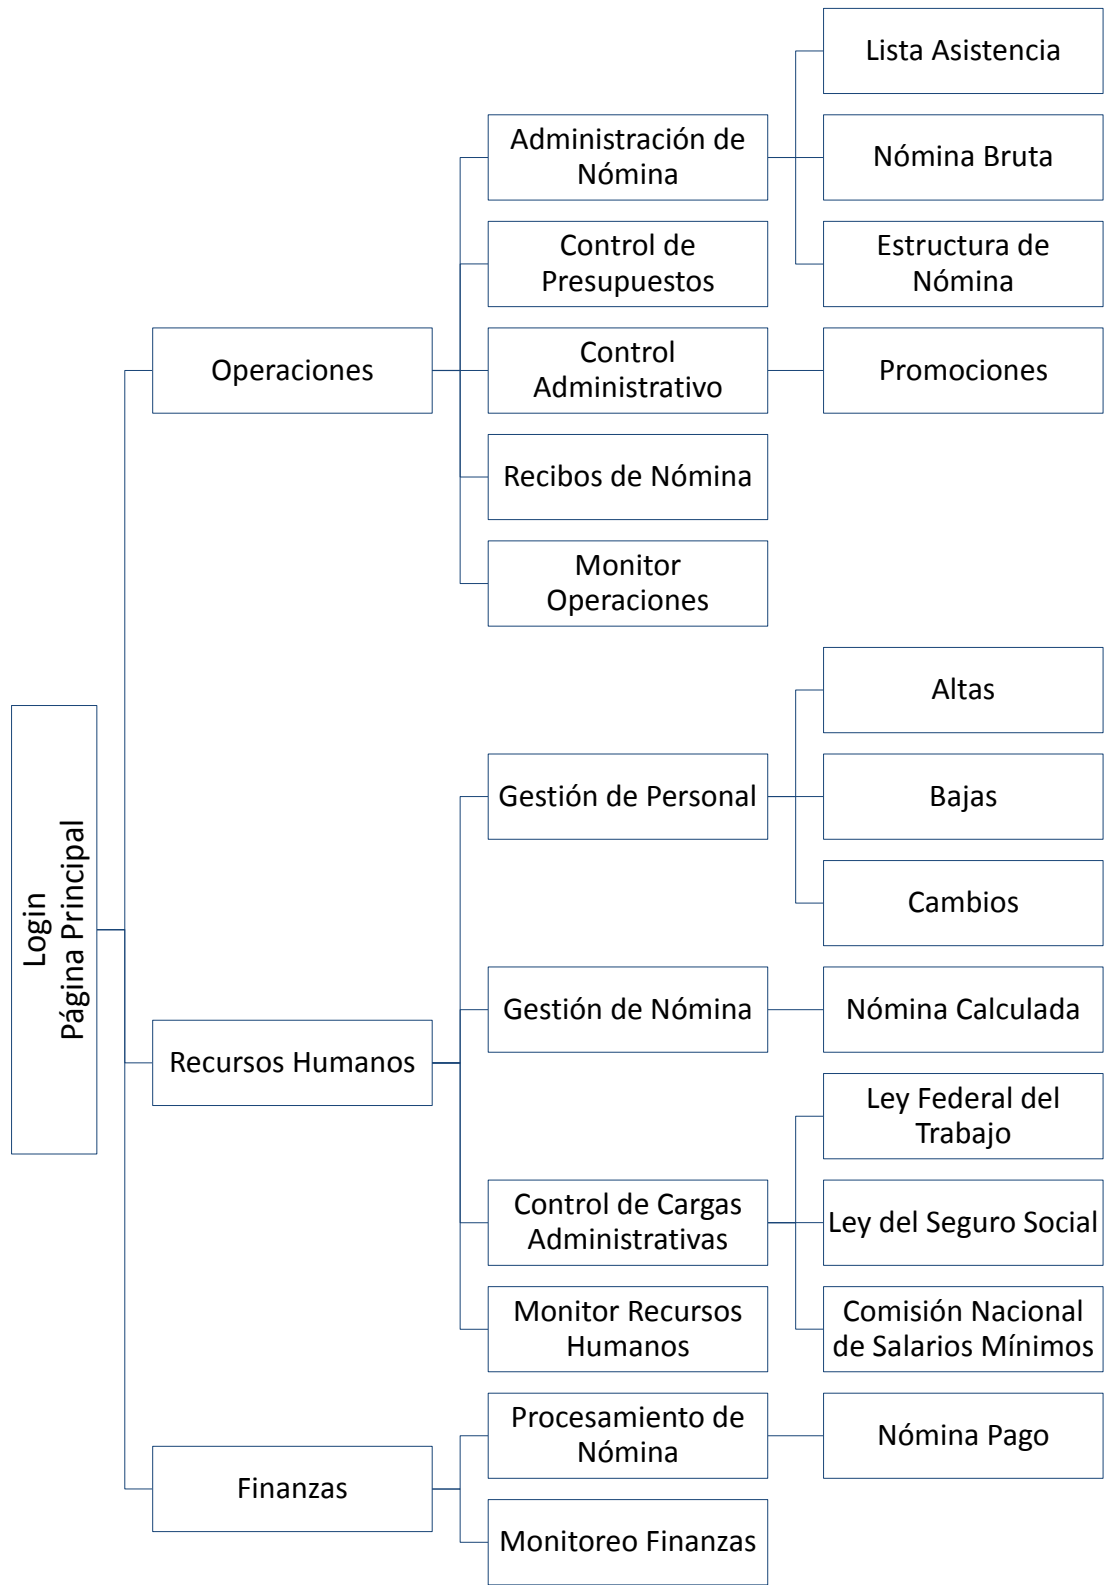 Login
Página Principal
Operaciones
Administración de
Nómina
Lista Asistencia
Nómina Bruta
Estructura de
Nómina
Control de
Presupuestos
Control
Administrativo
Promociones
Recibos de Nómina
Monitor
Operaciones
Recursos Humanos
Gestión de Personal
Altas
Bajas
Cambios
Gestión de Nómina
Nómina Calculada
Control de Cargas
Administrativas
Ley Federal del
Trabajo
Ley del Seguro Social
Comisión Nacional
de Salarios Mínimos
Monitor Recursos
Humanos
Finanzas
Procesamiento de
Nómina
Nómina Pago
Monitoreo Finanzas